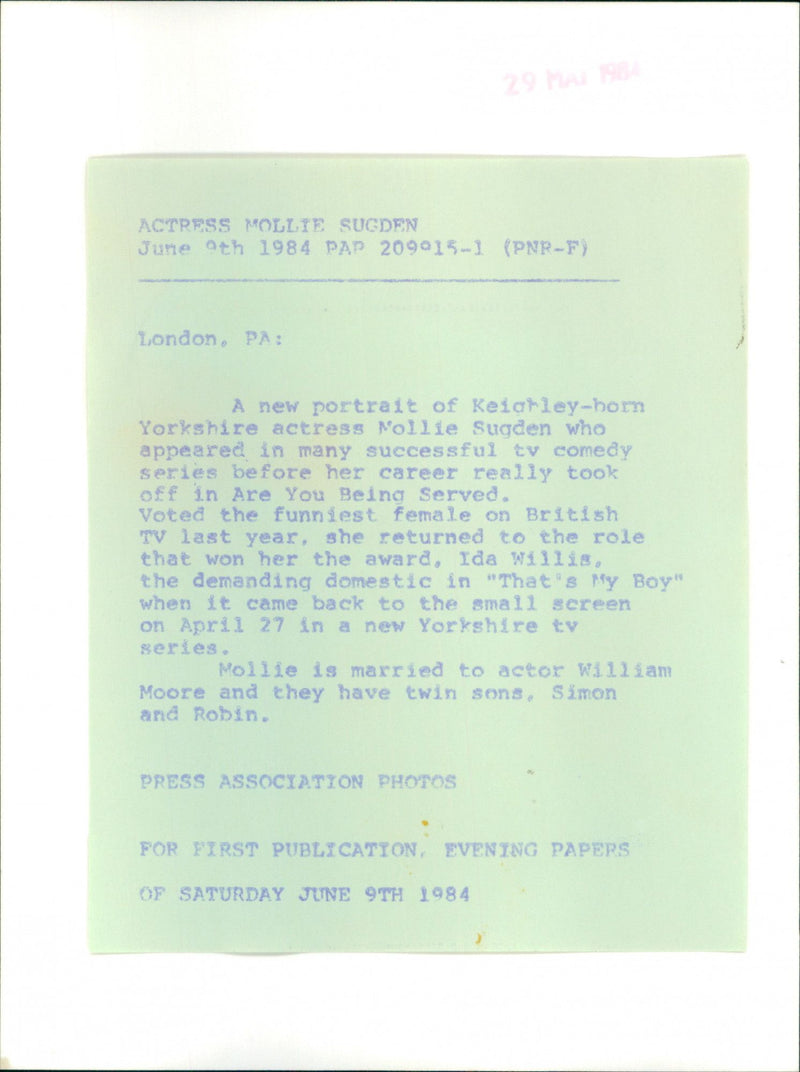 29 MAI 1984
ACTRESS MOLLIE SUGDEN
June 9th 1984 PAP 209915-1 (PNR-F)
London, PA:
A new portrait of Keighley-born
Yorkshire actress Mollie Sugden who
appeared in many successful tv comedy
series before her career really took
off in Are You Being Served.
Voted the funniest female on British
TV last year, she returned to the role
that won her the award, Ida Willis,
the demanding domestic in "That's My Boy"
when it came back to the small screen
on April 27 in a new Yorkshire tv
series.
Mollie is married to actor William
Moore and they have twin sons, Simon
and Robin.
PRESS ASSOCIATION PHOTOS
FOR FIRST PUBLICATION, EVENING PAPERS
OF SATURDAY JUNE 9TH 1984